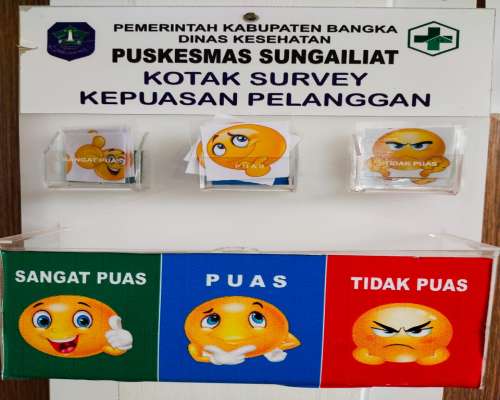 PEMERINTAH KABUPATEN BANGKA
DINAS KESEHATAN
PUSKESMAS SUNGAILIAT
KOTAK SURVEY
KEPUASAN PELANGGAN
SANGAT PUAS
PUAS
TIDAK PUAS
SANGAT PUAS
PUAS
TIDAK PUAS